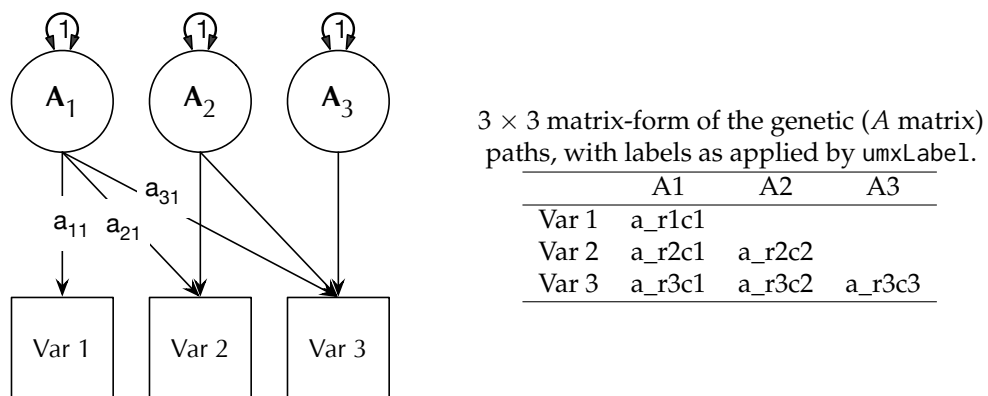 1 1 1
A1 A2 A3
a31
a11 a21
Var 1 Var 2 Var 3
3 × 3 matrix-form of the genetic (A matrix)
paths, with labels as applied by umxLabel.
A1 A2 A3
Var 1 a_r1c1
Var 2 a_r2c1 a_r2c2
Var 3 a_r3c1 a_r3c2 a_r3c3